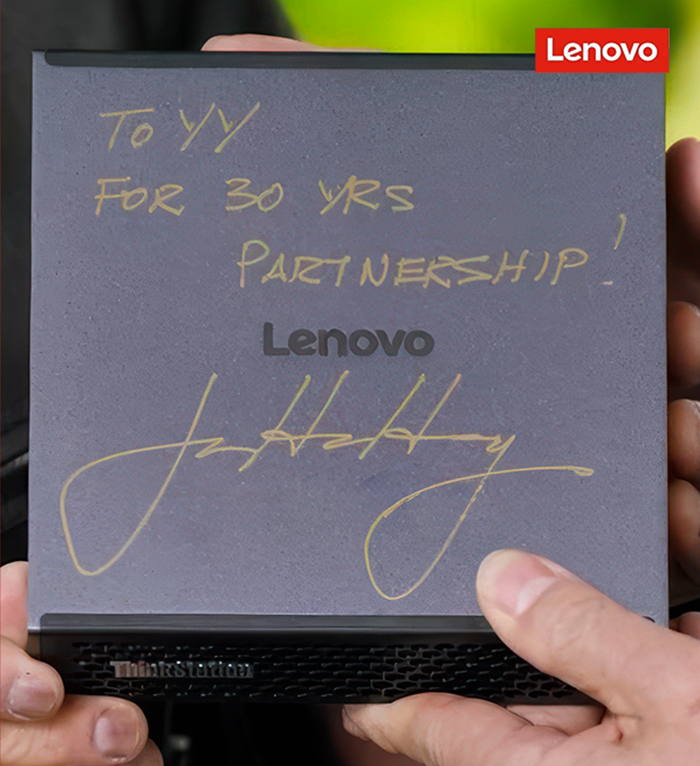 Lenovo
To YY
FOR 30 YRS
PARTNERSHIP!
Lenovo
ThinkStation